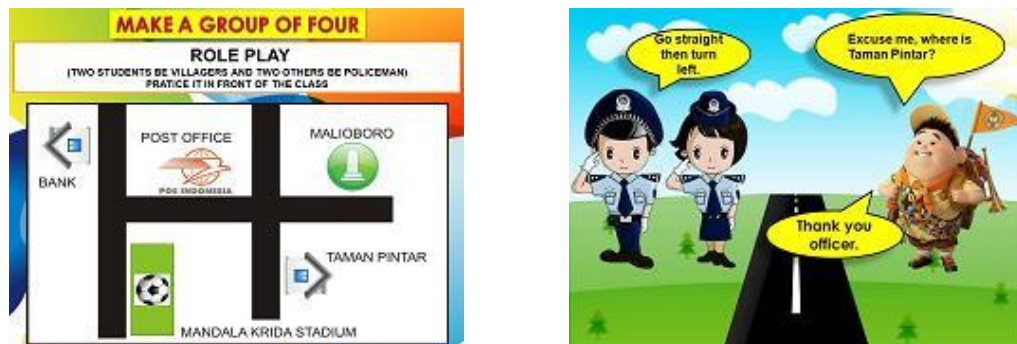 MAKE A GROUP OF FOUR
ROLE PLAY
(TWO STUDENTS BE VILLAGERS AND TWO OTHERS BE POLICEMAN)
PRATICE IT IN FRONT OF THE CLASS
POST OFFICE
MALIOBORO
BANK
POS INDONESIA
TAMAN PINTAR
MANDALA KRIDA STADIUM
Go straight
then turn
left.
Excuse me, where is
Taman Pintar?
Thank you
officer.